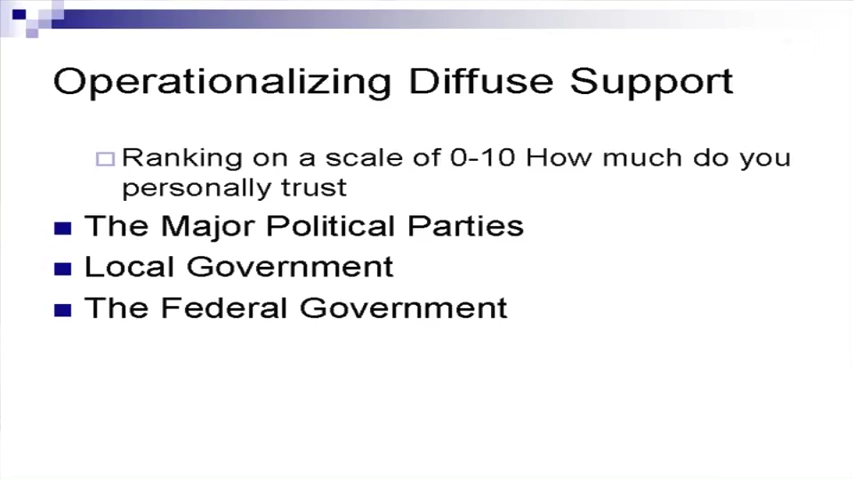 Operationalizing Diffuse Support
Ranking on a scale of 0-10 How much do you
personally trust
The Major Political Parties
Local Government
The Federal Government